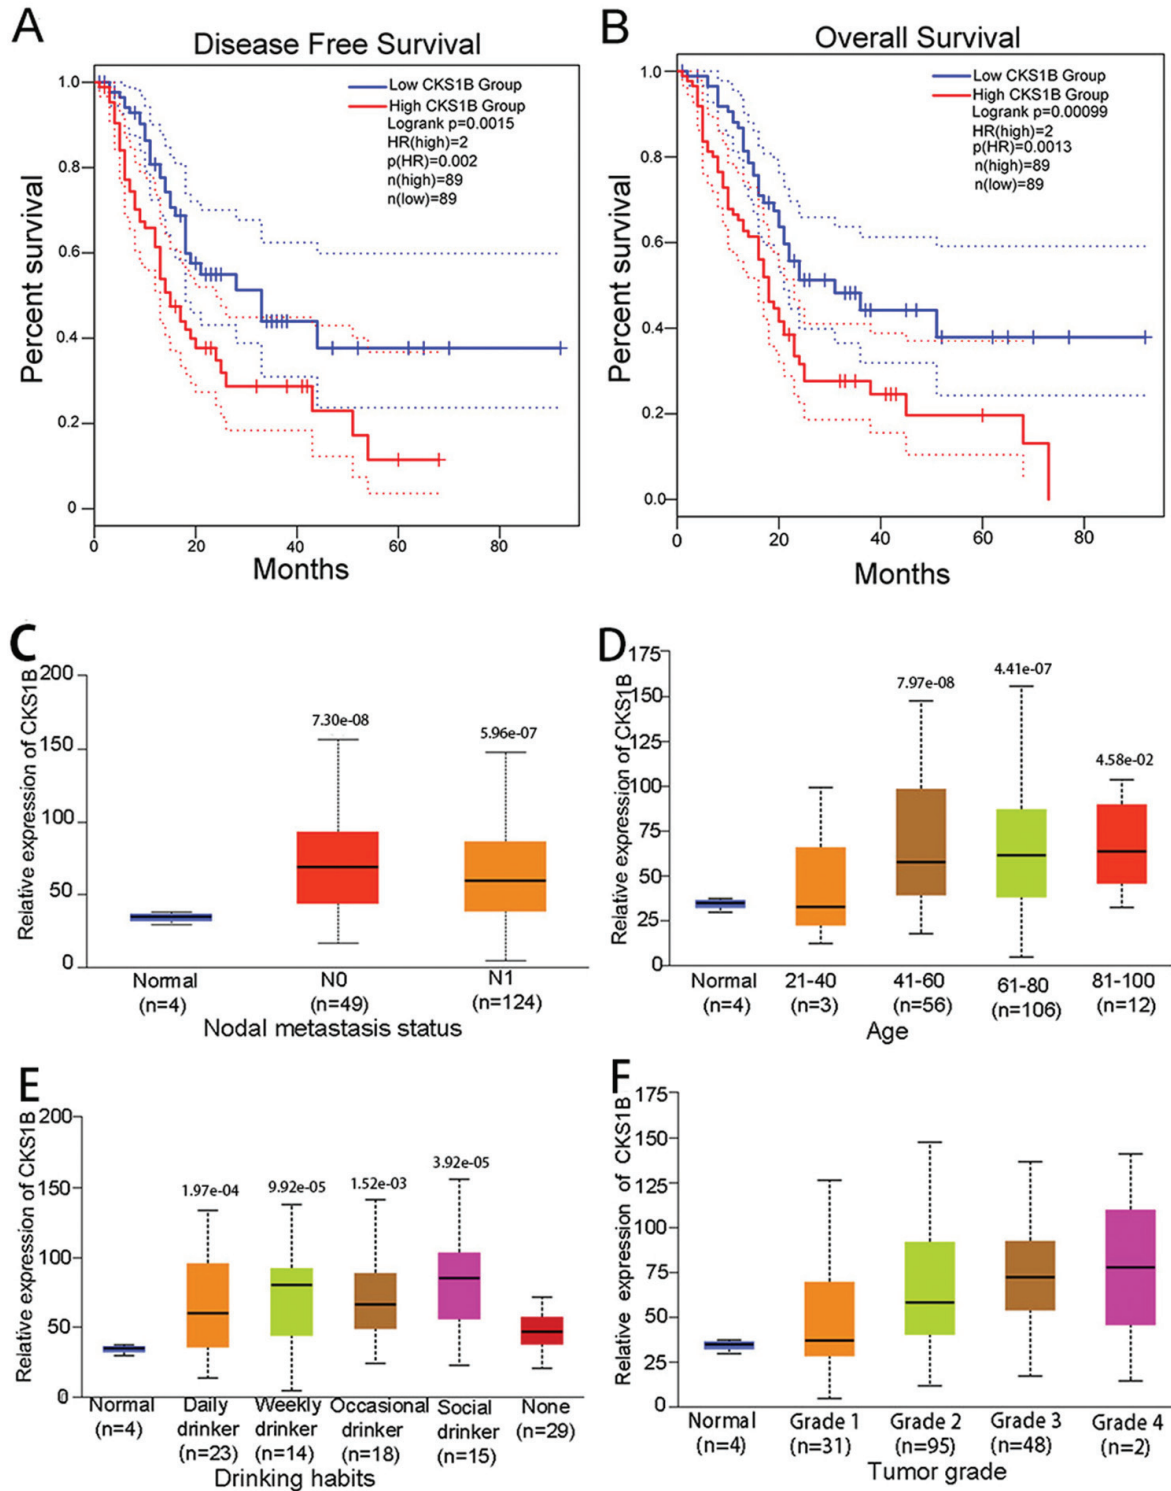 A
Disease Free Survival
Percent survival
1.0
0.8
0.6
0.4
0.2
0
Low CKS1B Group
High CKS1B Group
Logrank p=0.0015
HR(high)=2
p(HR)=0.002
n(high)=89
n(low)=89
0 20 40 60 80
Months
B
Overall Survival
Percent survival
1.0
0.8
0.6
0.4
0.2
0.0
Low CKS1B Group
High CKS1B Group
Logrank p=0.00099
HR(high)=2
p(HR)=0.0013
n(high)=89
n(low)=89
0 20 40 60 80
Months
C
Relative expression of CKS1B
200
150
100
50
0
7.30e-08
5.96e-07
Normal N0 N1
(n=4) (n=49) (n=124)
Nodal metastasis status
D
Relative expression of CKS1B
175
150
125
100
75
50
25
0
7.97e-08
4.41e-07
4.58e-02
Normal 21-40 41-60 61-80 81-100
(n=4) (n=3) (n=56) (n=106) (n=12)
Age
E
Relative expression of CKS1B
200
150
100
50
0
1.97e-04
9.92e-05
1.52e-03
3.92e-05
Normal Daily Weekly Occasional Social None
(n=4) drinker drinker drinker drinker (n=29)
(n=23) (n=14) (n=18) (n=15)
Drinking habits
F
Relative expression of CKS1B
175
150
125
100
75
50
25
0
Normal Grade 1 Grade 2 Grade 3 Grade 4
(n=4) (n=31) (n=95) (n=48) (n=2)
Tumor grade